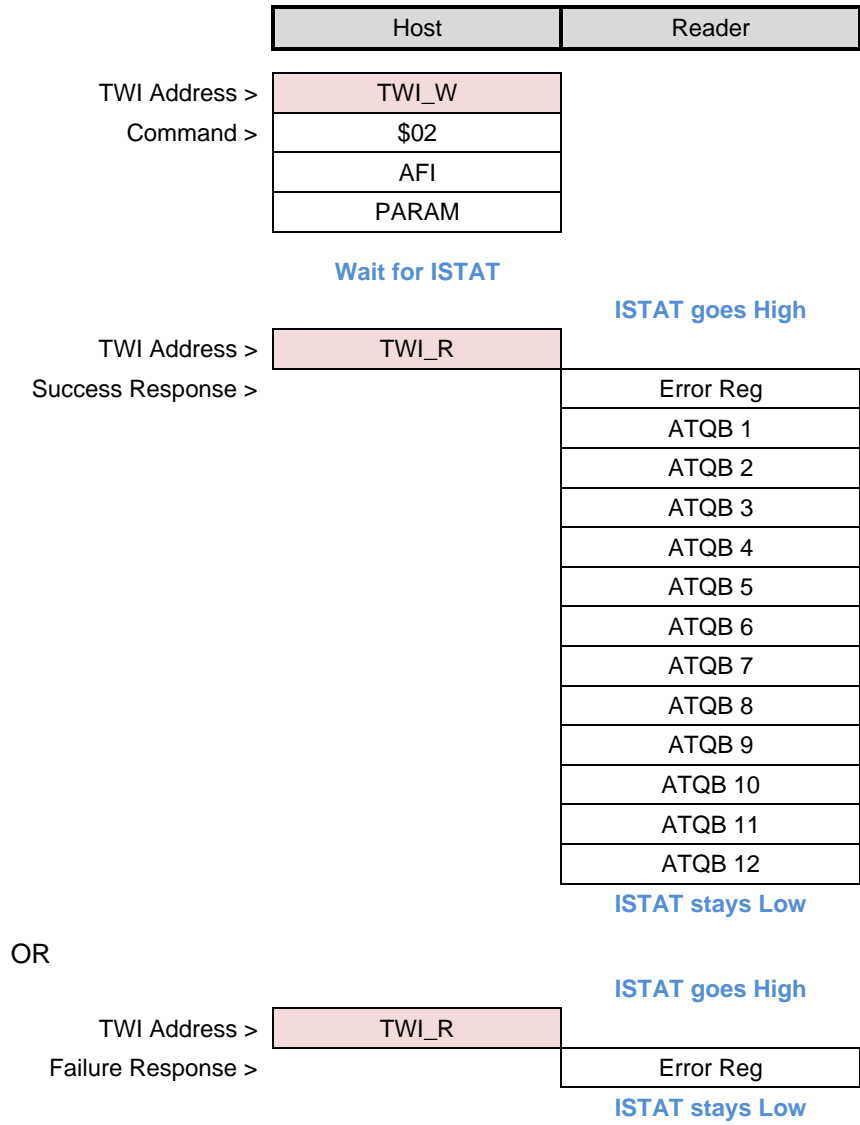 Host Reader
TWI Address > TWI_W
Command > $02
AFI
PARAM
Wait for ISTAT
ISTAT goes High
TWI Address > TWI_R
Success Response > Error Reg
ATQB 1
ATQB 2
ATQB 3
ATQB 4
ATQB 5
ATQB 6
ATQB 7
ATQB 8
ATQB 9
ATQB 10
ATQB 11
ATQB 12
ISTAT stays Low
OR
ISTAT goes High
TWI Address > TWI_R
Failure Response > Error Reg
ISTAT stays Low